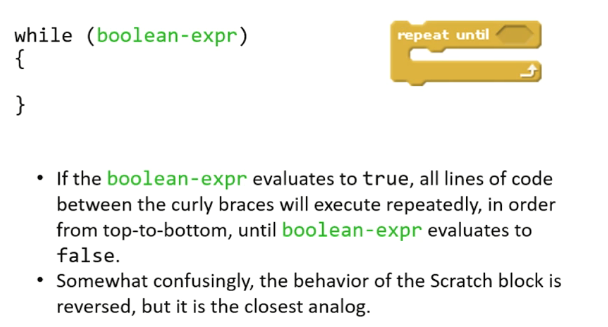 while (boolean-expr)
repeat until
{
}
• If the boolean-expr evaluates to true, all lines of code
between the curly braces will execute repeatedly, in order
from top-to-bottom, until boolean-expr evaluates to
false.
• Somewhat confusingly, the behavior of the Scratch block is
reversed, but it is the closest analog.